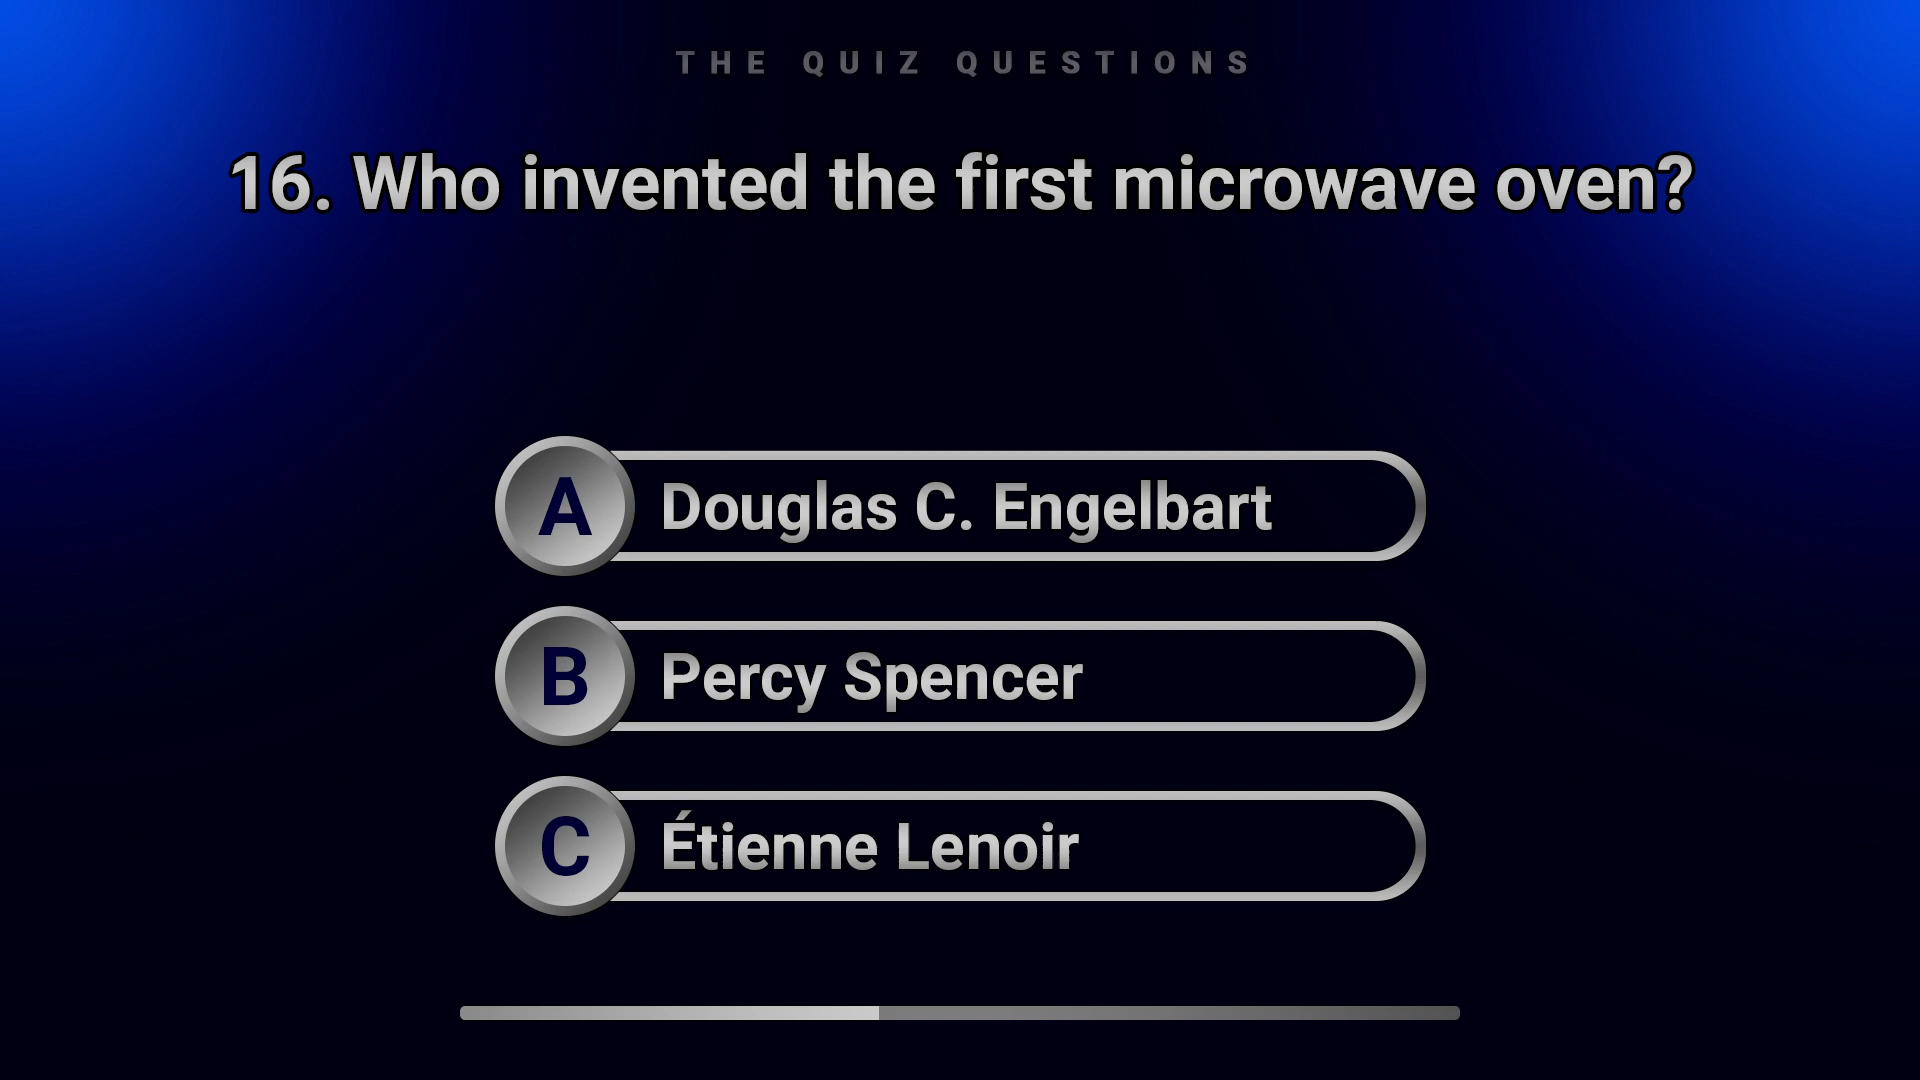 THE QUIZ QUESTIONS
16. Who invented the first microwave oven?
A Douglas C. Engelbart
B Percy Spencer
C Étienne Lenoir